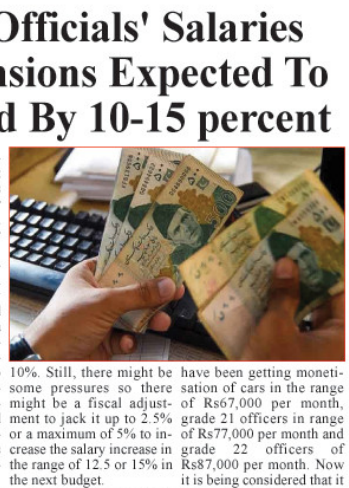 Officials' Salaries
nsions Expected To
d By 10-15 percent
10%. Still, there might be
some pressures so there
might be a fiscal adjust-
ment to jack it up to 2.5%
or a maximum of 5% to in-
crease the salary increase in
the range of 12.5 or 15% in
the next budget.
have been getting moneti-
sation of cars in the range
of Rs67,000 per month,
grade 21 officers in range
of Rs77,000 per month and
grade 22 officers of
Rs87,000 per month. Now
it is being considered that it